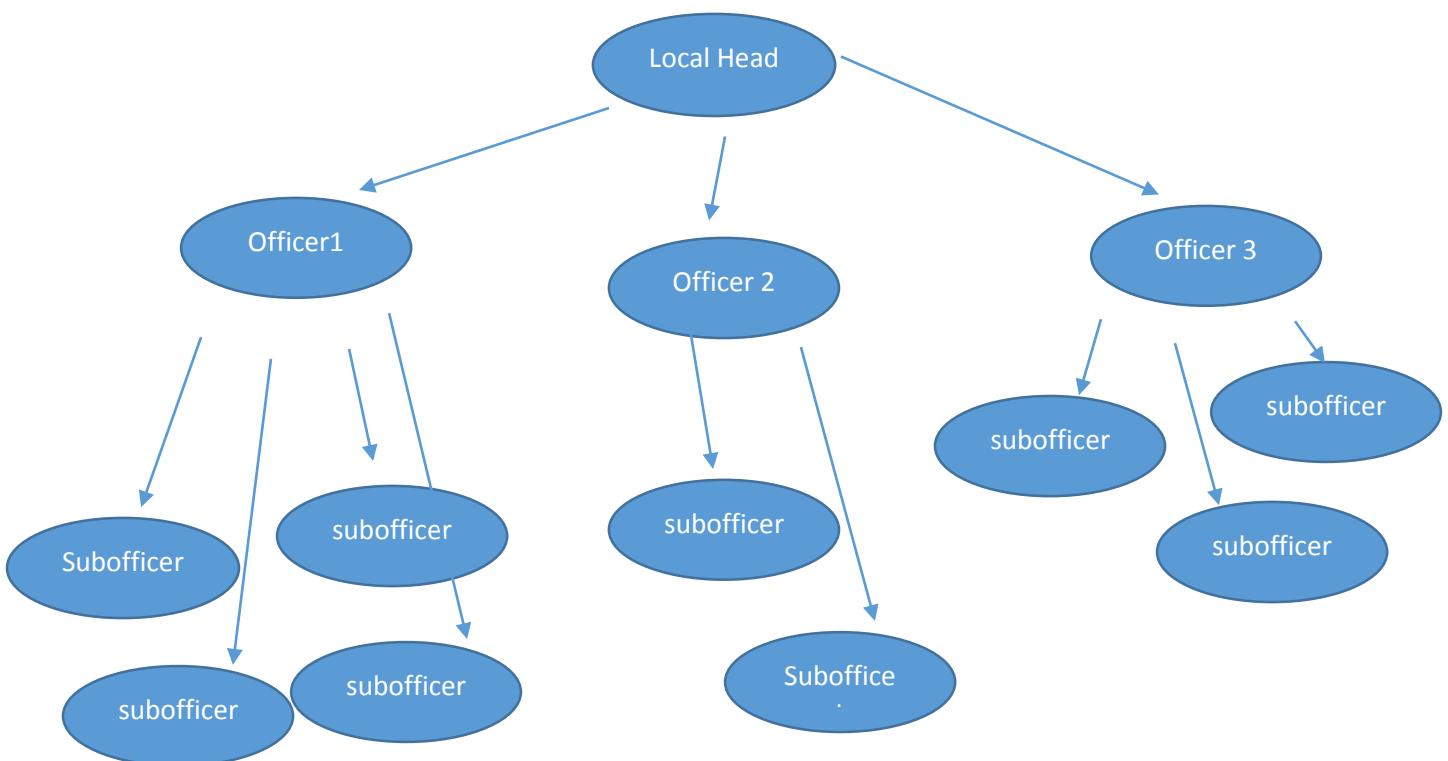 Local Head
Officer1
Officer 2
Officer 3
subofficer
subofficer
subofficer
subofficer
subofficer
Subofficer
subofficer
subofficer
Suboffice
.